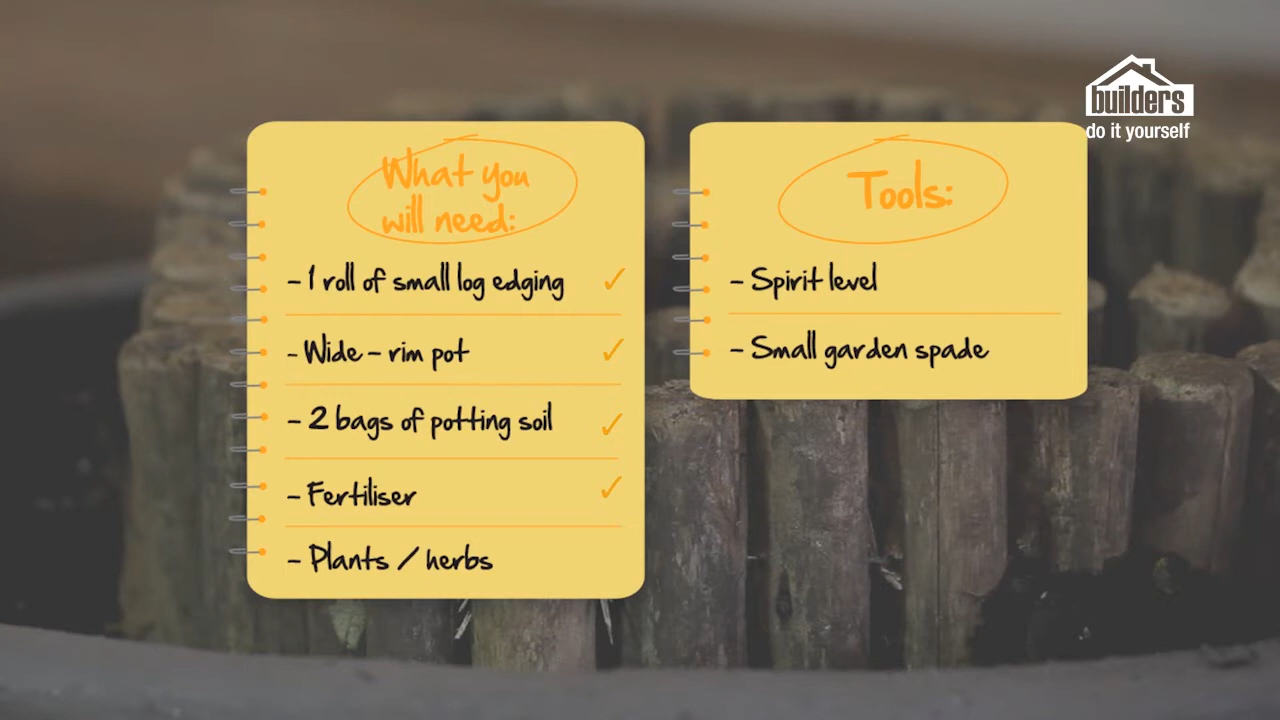 What you
will need:
- 1 roll of small log edging ✓
- Wide - rim pot ✓
- 2 bags of potting soil ✓
- Fertiliser ✓
- Plants / herbs
Tools:
- Spirit level
- Small garden spade
builders
do it yourself